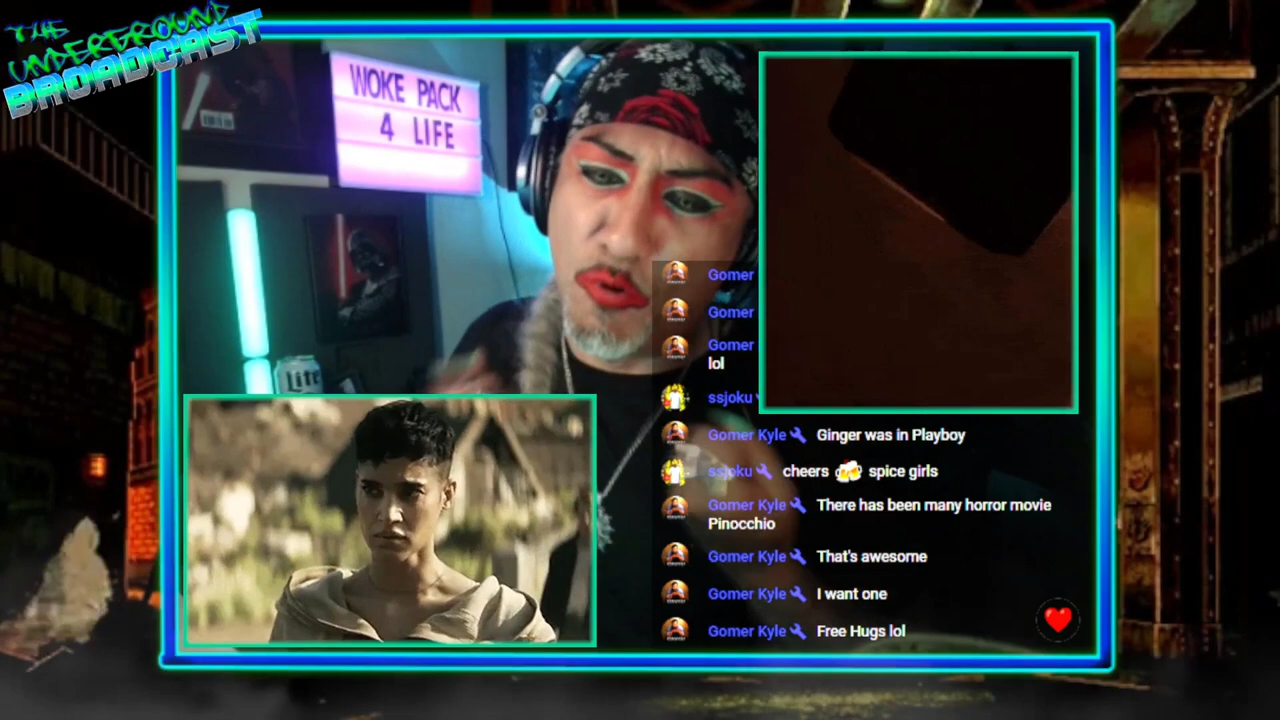 THE
UNDERGROUND
BROADCAST
WOKE PACK
4 LIFE
Lite
Gomer
Gomer
Gomer
lol
ssjoku
Gomer Kyle Ginger was in Playboy
ssjoku cheers 🍻 spice girls
Gomer Kyle There has been many horror movie
Pinocchio
Gomer Kyle That's awesome
Gomer Kyle I want one
Gomer Kyle Free Hugs lol